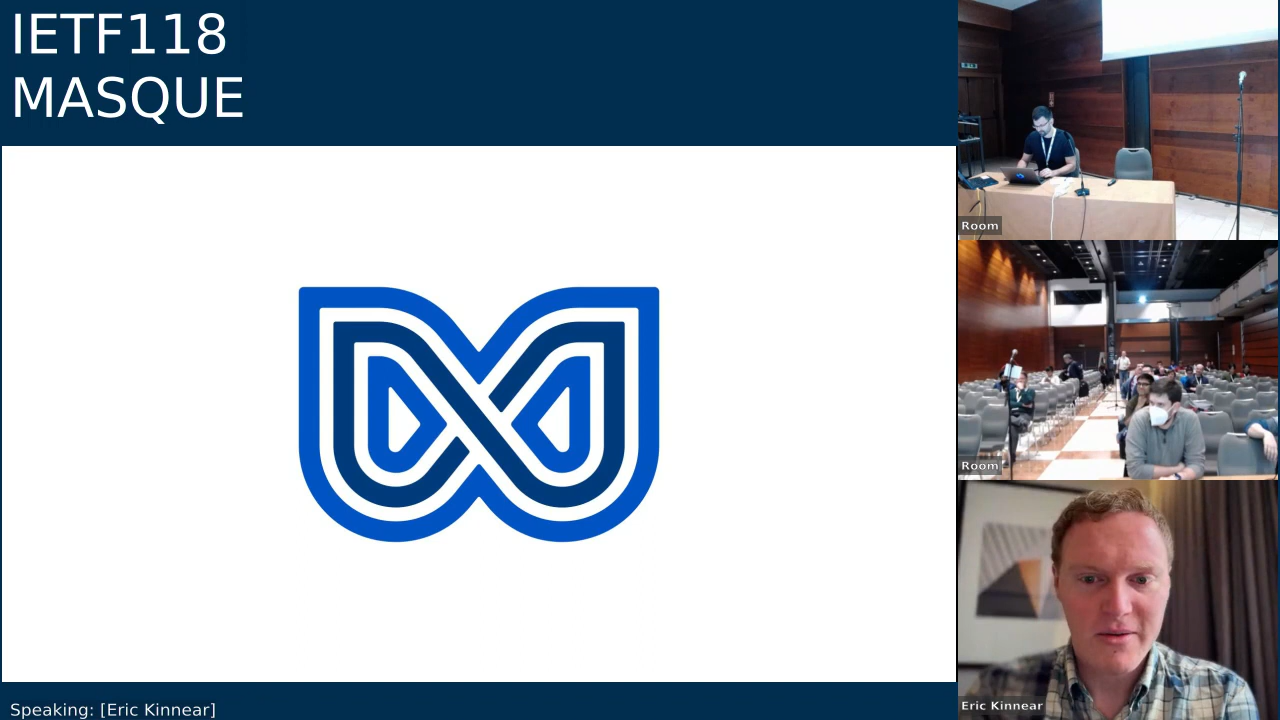 IETF118
MASQUE
Room
Room
Eric Kinnear
Speaking: [Eric Kinnear]